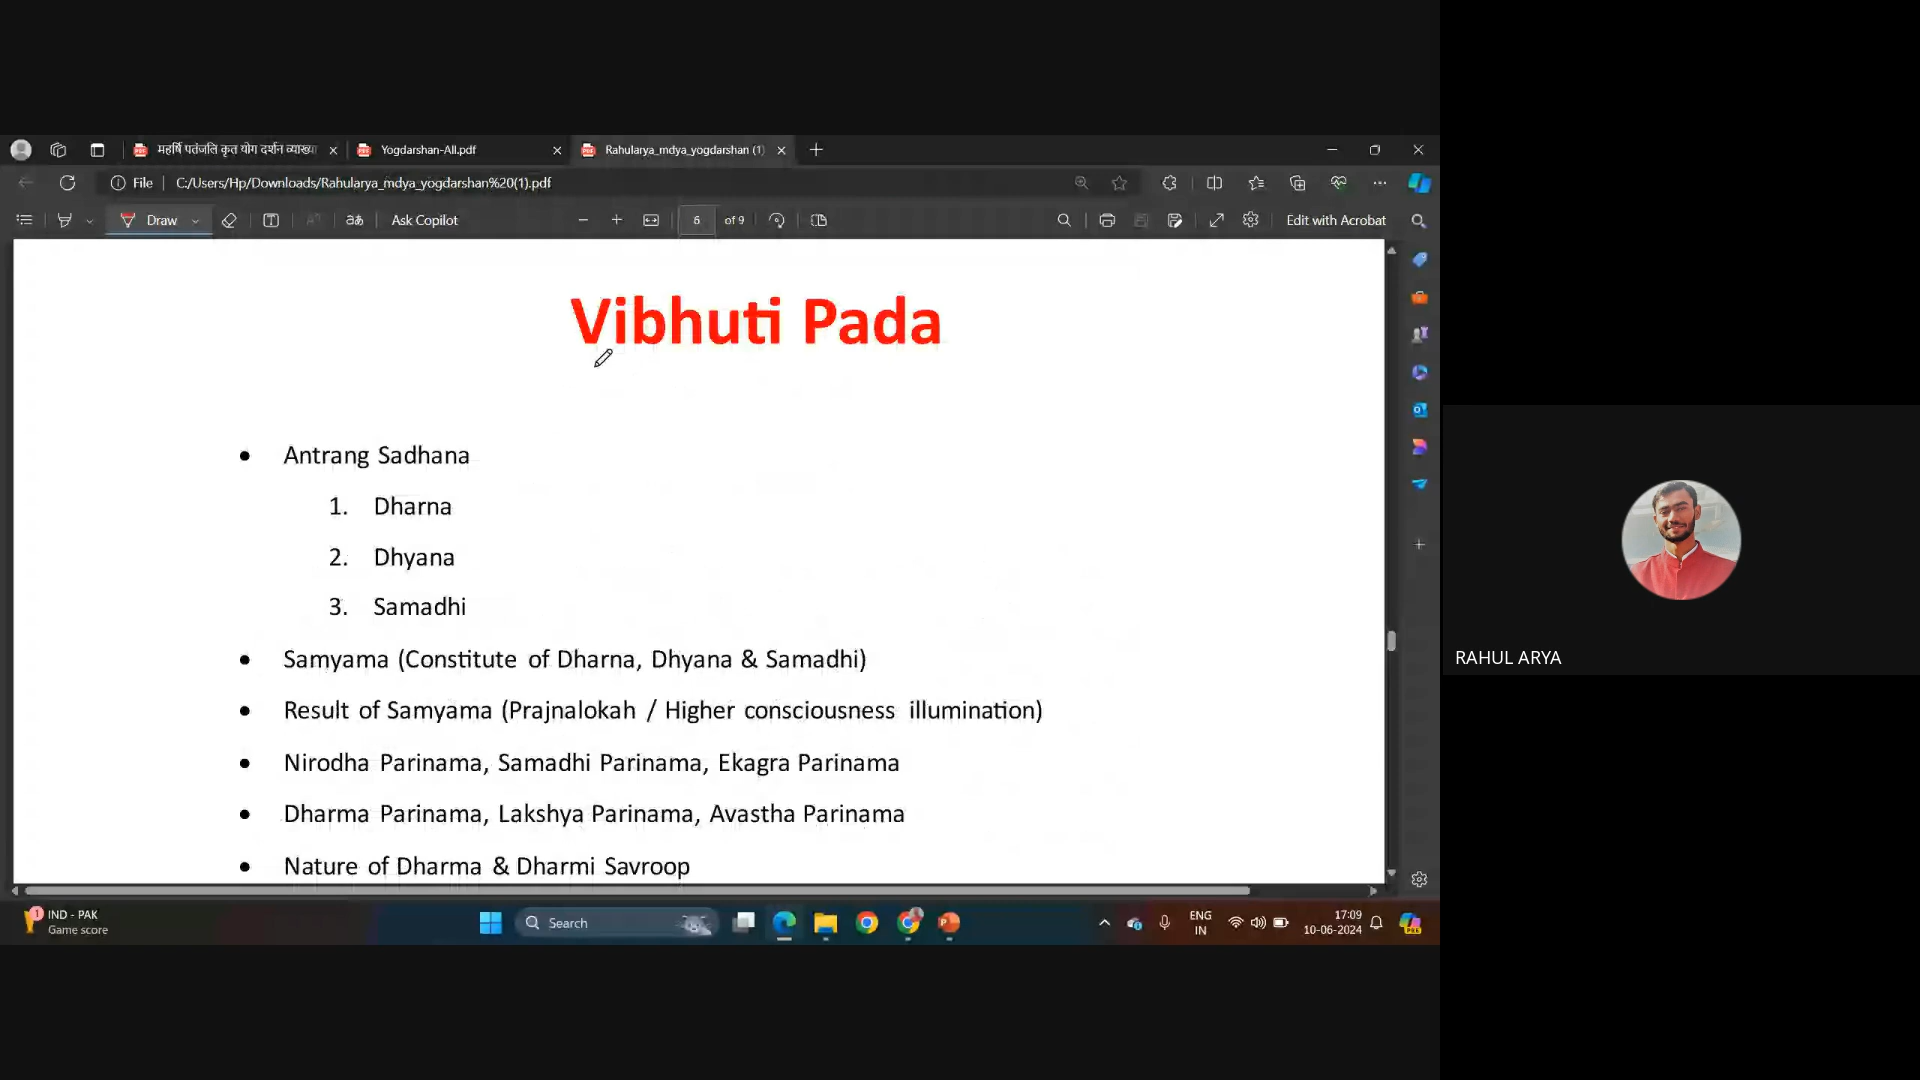 महर्षि पतंजलि कृत योग दर्शन व्याख्या
Yogdarshan-All.pdf
Rahularya_mdya_yogdarshan (1)
File
C:/Users/Hp/Downloads/Rahularya_mdya_yogdarshan%20(1).pdf
Draw
aあ
Ask Copilot
6 of 9
Edit with Acrobat
Vibhuti Pada
• Antrang Sadhana
1. Dharna
2. Dhyana
3. Samadhi
• Samyama (Constitute of Dharna, Dhyana & Samadhi)
• Result of Samyama (Prajnalokah / Higher consciousness illumination)
• Nirodha Parinama, Samadhi Parinama, Ekagra Parinama
• Dharma Parinama, Lakshya Parinama, Avastha Parinama
• Nature of Dharma & Dharmi Savroop
RAHUL ARYA
1
IND - PAK
Game score
Search
ENG
IN
17:09
10-06-2024